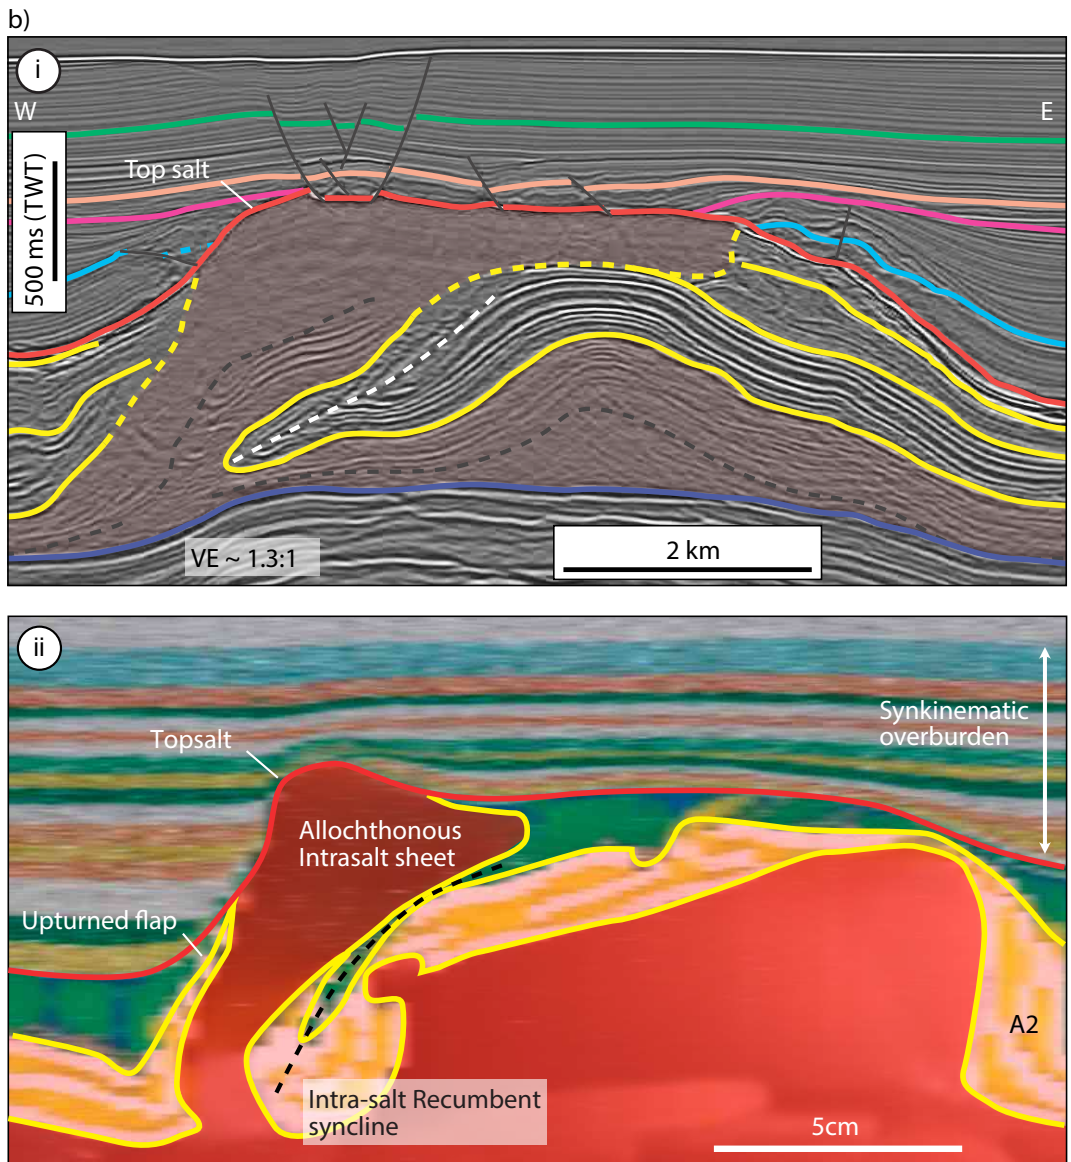 b)
i
W
E
Top salt
500 ms (TWT)
VE ~ 1.3:1
2 km
ii
Synkinematic
overburden
Topsalt
Allochthonous
Intrasalt sheet
Upturned flap
A2
Intra-salt Recumbent
syncline
5cm